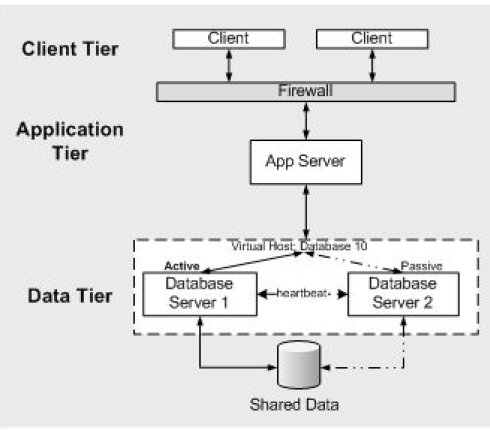 Client Tier
Client
Client
Firewall
Application
Tier
App Server
Virtual Host: Database 10
Active
Passive
Data Tier
Database
Server 1
heartbeat
Database
Server 2
Shared Data